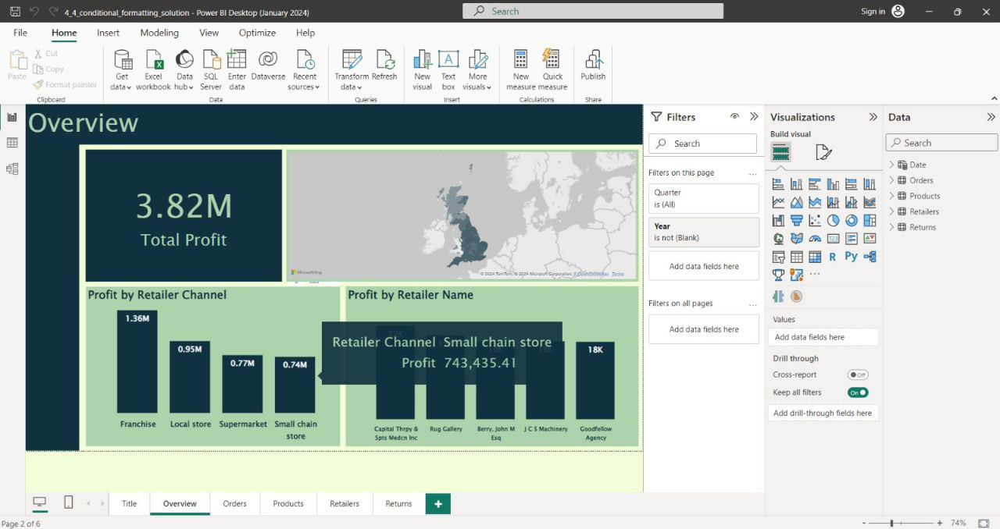 4_4_conditional_formatting_solution - Power BI Desktop (January 2024)
Search
Sign in
File Home Insert Modeling View Optimize Help
Paste
Cut
Copy
Format painter
Clipboard
Get data
Excel workbook
Data hub
SQL Server
Enter data
Dataverse
Recent sources
Data
Transform data
Refresh
Queries
New visual
Text box
More visuals
Insert
New measure
Quick measure
Calculations
Publish
Share
Overview
3.82M
Total Profit
Microsoft Bing
© 2024 TomTom, © 2024 Microsoft Corporation, © OpenStreetMap Terms
Profit by Retailer Channel
1.36M
0.95M
0.77M
0.74M
Franchise
Local store
Supermarket
Small chain
store
Profit by Retailer Name
Retailer Channel Small chain store
Profit 743,435.41
18K
Capital Thrpy &
Spts Medcn Inc
Rug Gallery
Berry, John M
Esq
J C S Machinery
Goodfellow
Agency
Filters
Search
Filters on this page
Quarter
is (All)
Year
is not (Blank)
Add data fields here
Filters on all pages
Add data fields here
Visualizations
Build visual
123
R
Py
Values
Add data fields here
Drill through
Cross-report
Off
Keep all filters
On
Add drill-through fields here
Data
Search
Date
Orders
Products
Retailers
Returns
Title Overview Orders Products Retailers Returns
Page 2 of 6
74%